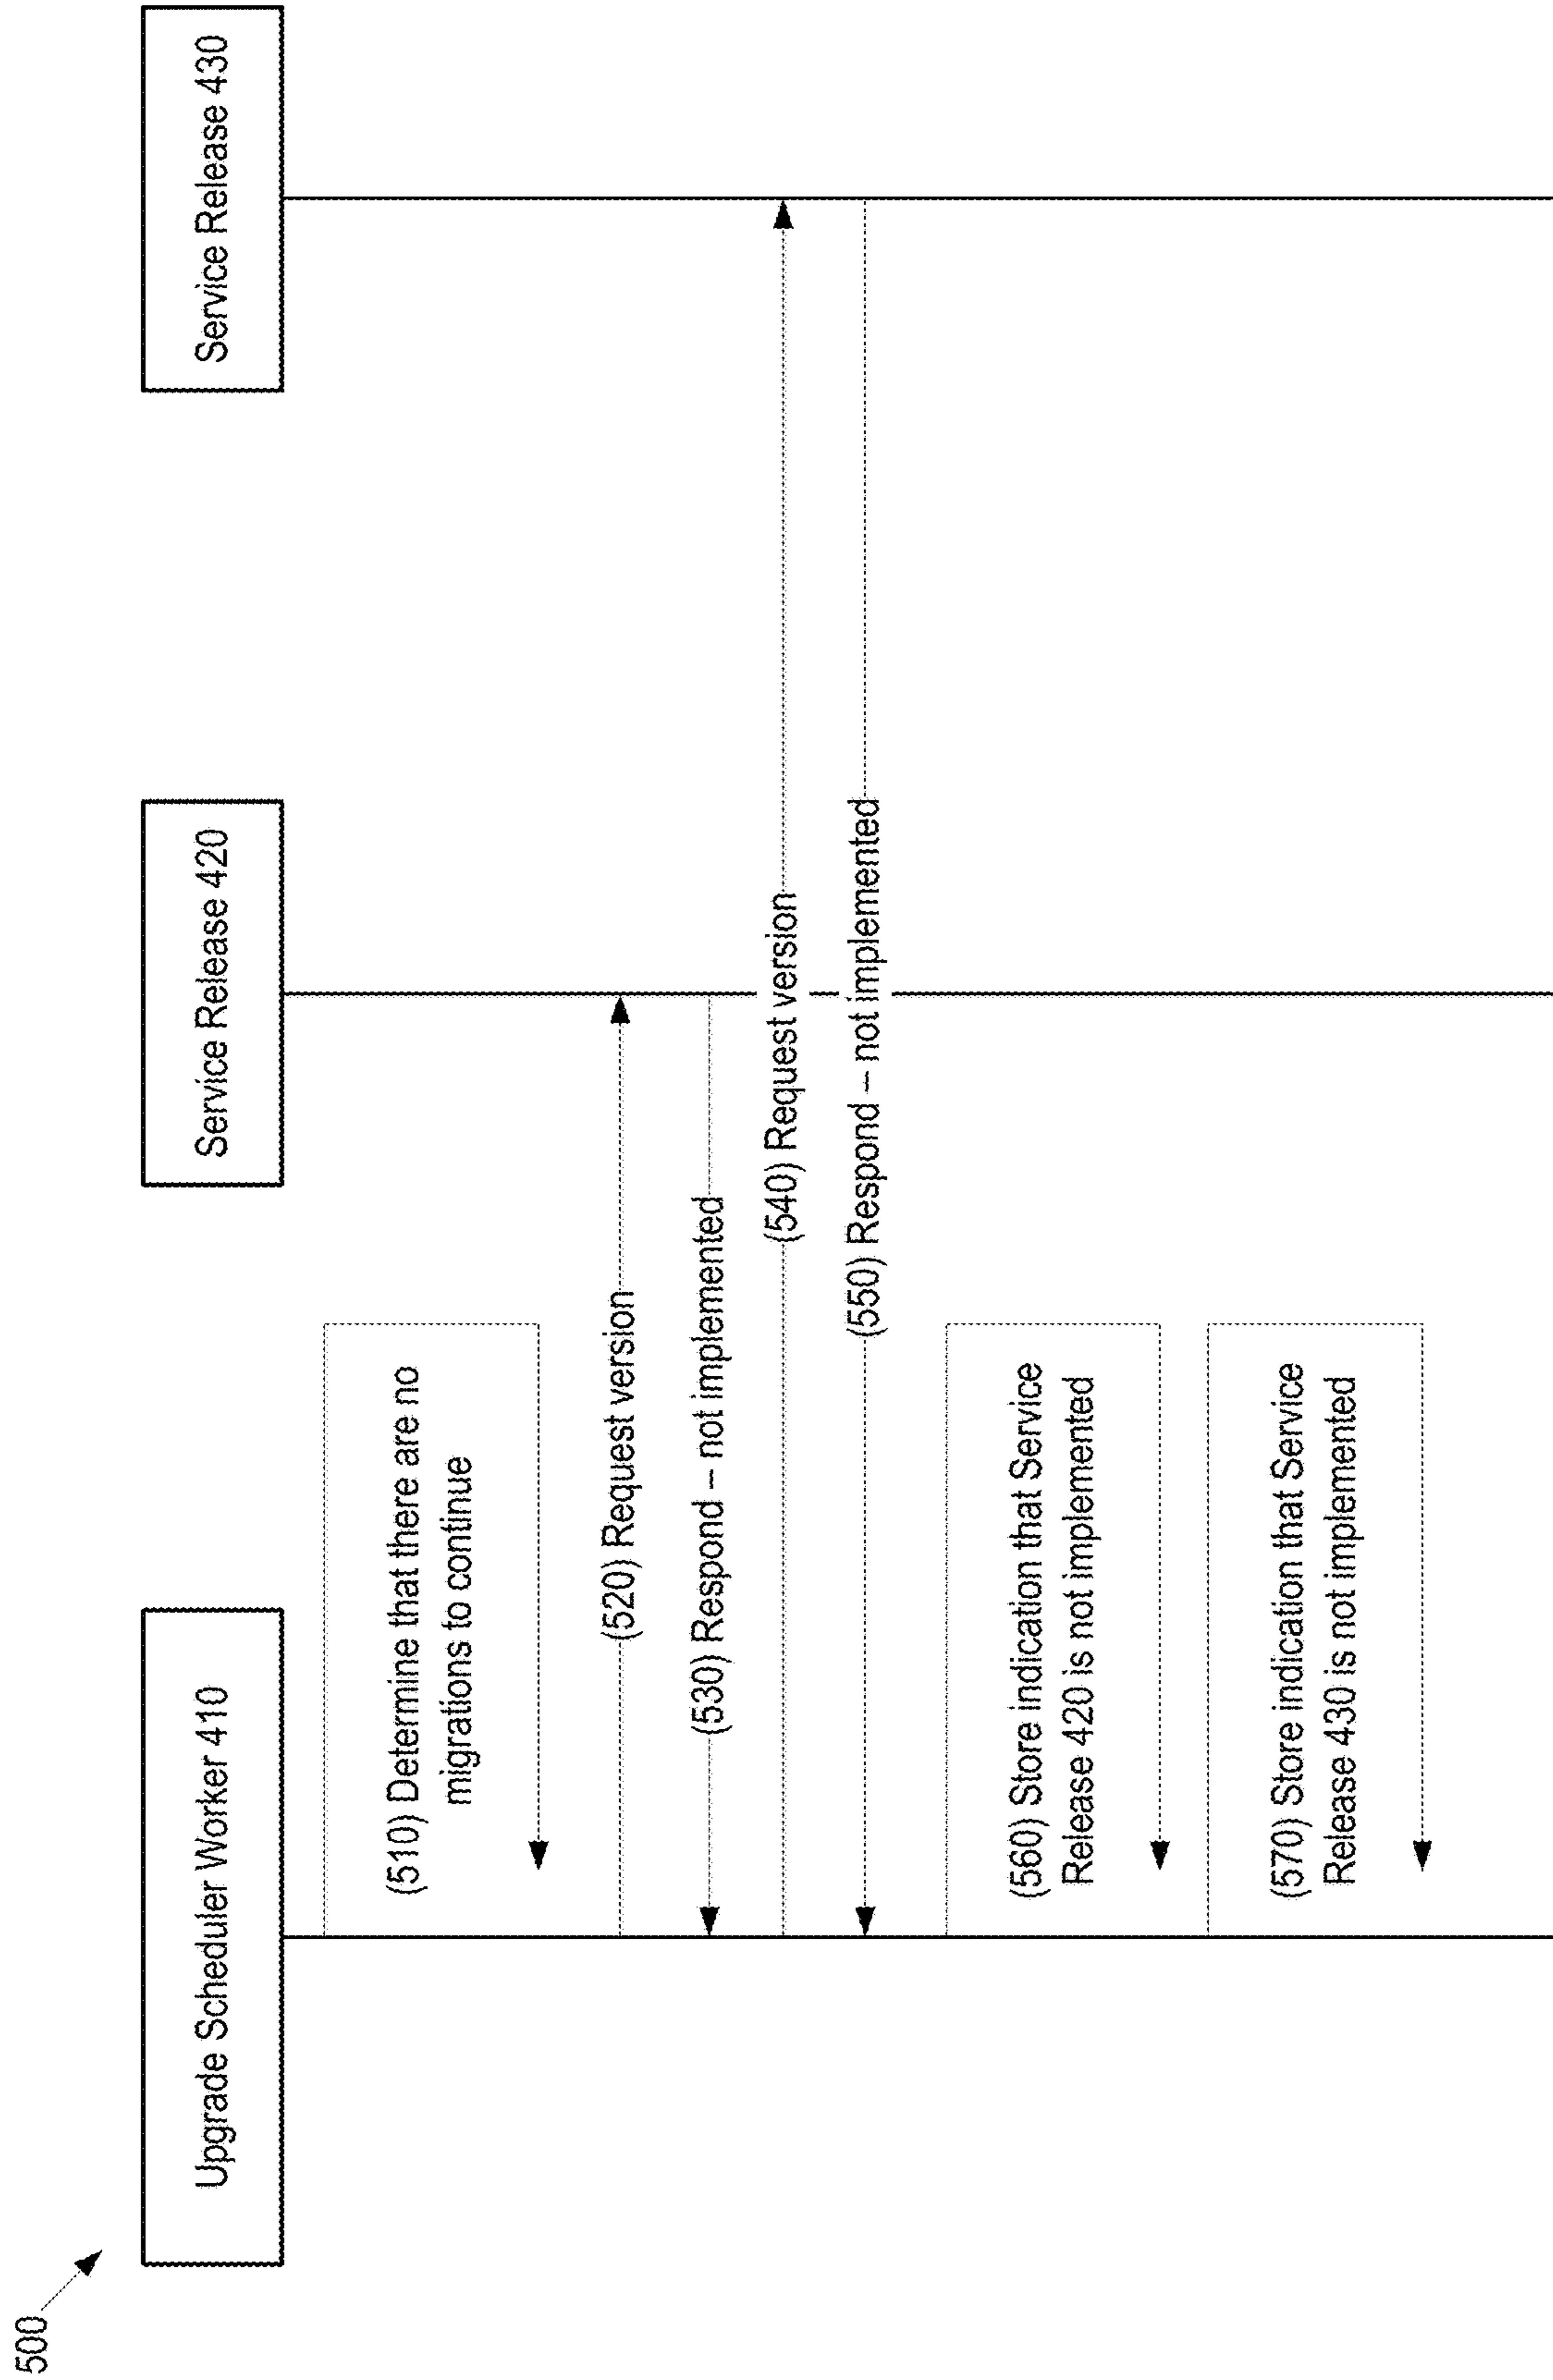 500
Upgrade Scheduler Worker 410
Service Release 420
Service Release 430
(510) Determine that there are no
migrations to continue
(520) Request version
(530) Respond – not implemented
(540) Request version
(550) Respond – not implemented
(560) Store indication that Service
Release 420 is not implemented
(570) Store indication that Service
Release 430 is not implemented